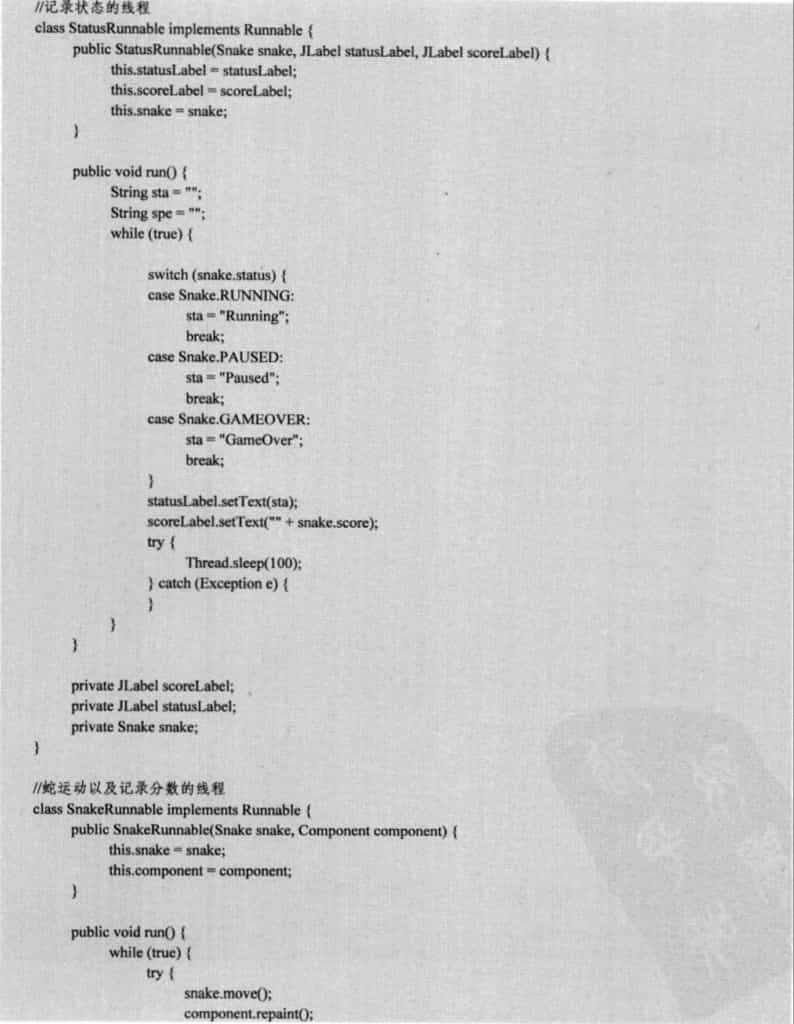 //记录状态的线程
class StatusRunnable implements Runnable {
public StatusRunnable(Snake snake, JLabel statusLabel, JLabel scoreLabel) {
this.statusLabel = statusLabel;
this.scoreLabel = scoreLabel;
this.snake = snake;
}
public void run() {
String sta = "";
String spe = "";
while (true) {
switch (snake.status) {
case Snake.RUNNING:
sta = "Running";
break;
case Snake.PAUSED:
sta = "Paused";
break;
case Snake.GAMEOVER:
sta = "GameOver";
break;
}
statusLabel.setText(sta);
scoreLabel.setText("" + snake.score);
try {
Thread.sleep(100);
} catch (Exception e) {
}
}
}
private JLabel scoreLabel;
private JLabel statusLabel;
private Snake snake;
}
//蛇运动以及记录分数的线程
class SnakeRunnable implements Runnable {
public SnakeRunnable(Snake snake, Component component) {
this.snake = snake;
this.component = component;
}
public void run() {
while (true) {
try {
snake.move();
component.repaint();